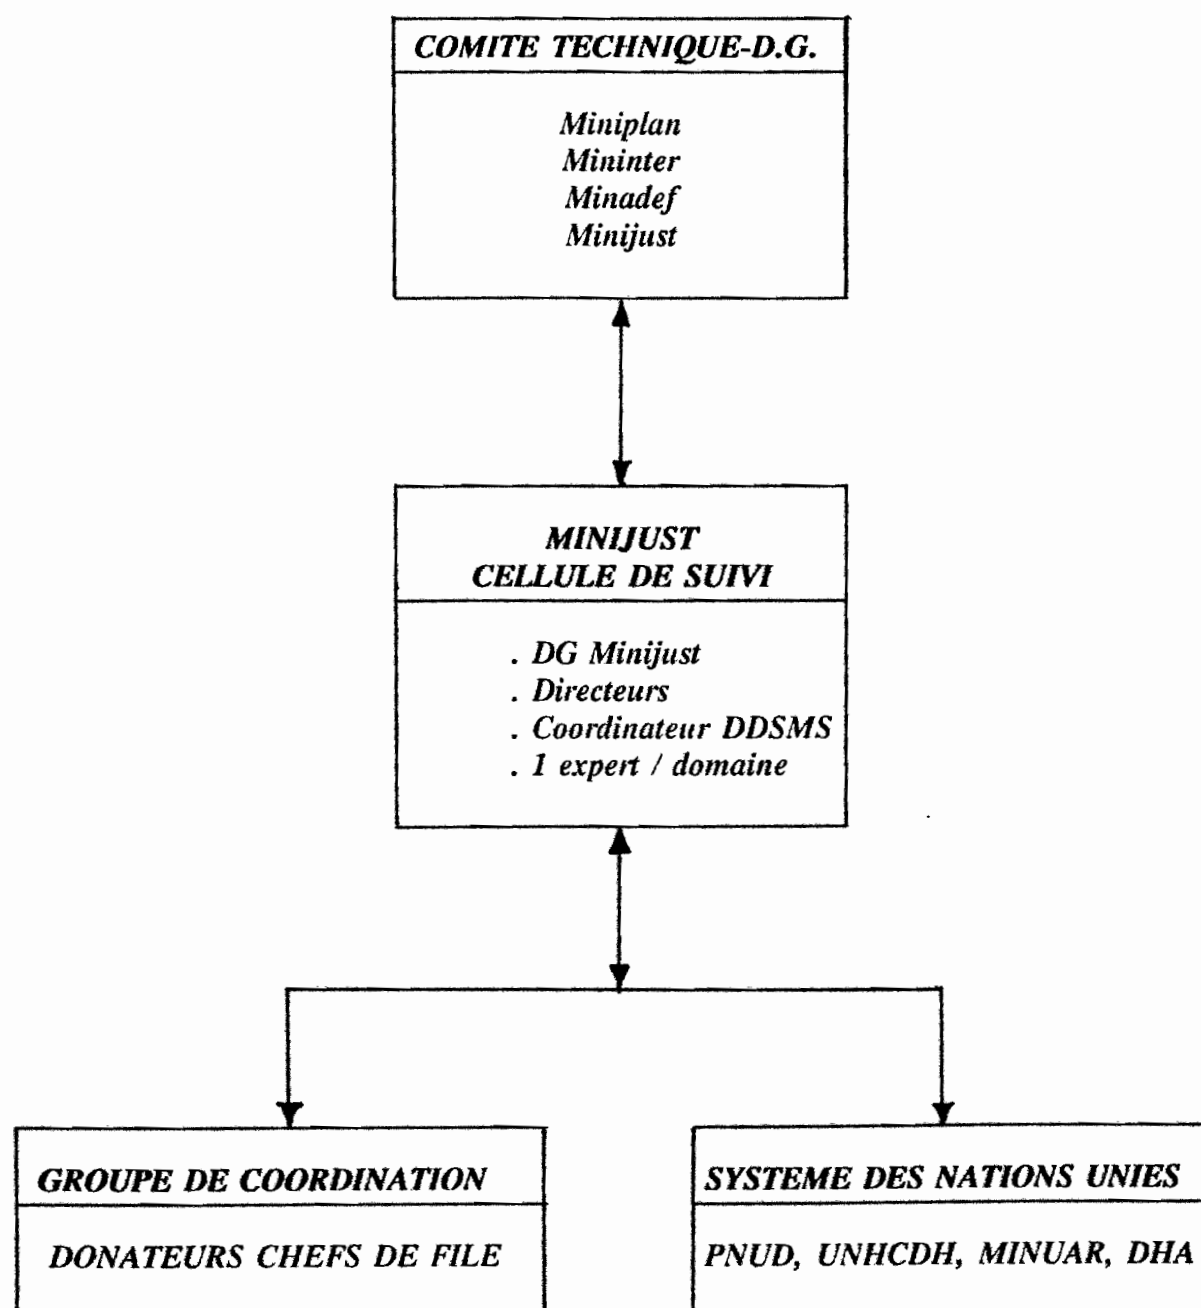 COMITE TECHNIQUE-D.G.
Miniplan
Mininter
Minadef
Minijust
MINIJUST
CELLULE DE SUIVI
. DG Minijust
. Directeurs
. Coordinateur DDSMS
. 1 expert / domaine
GROUPE DE COORDINATION
DONATEURS CHEFS DE FILE
SYSTEME DES NATIONS UNIES
PNUD, UNHCDH, MINUAR, DHA